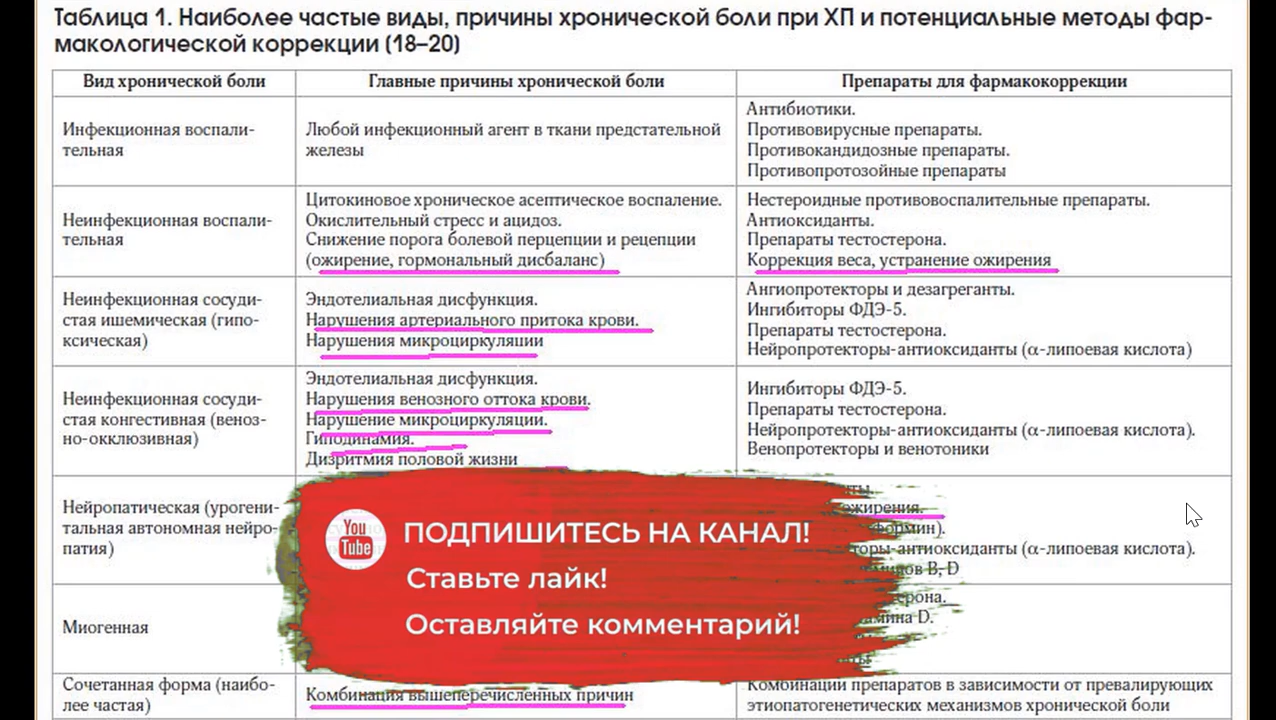 Таблица 1. Наиболее частые виды, причины хронической боли при ХП и потенциальные методы фар-
макологической коррекции (18–20)
Вид хронической боли
Главные причины хронической боли
Препараты для фармакокоррекции
Инфекционная воспали-
тельная
Любой инфекционный агент в ткани предстательной
железы
Антибиотики.
Противовирусные препараты.
Противокандидозные препараты.
Противопротозойные препараты
Неинфекционная воспали-
тельная
Цитокиновое хроническое асептическое воспаление.
Окислительный стресс и ацидоз.
Снижение порога болевой перцепции и рецепции
(ожирение, гормональный дисбаланс)
Нестероидные противовоспалительные препараты.
Антиоксиданты.
Препараты тестостерона.
Коррекция веса, устранение ожирения
Неинфекционная сосуди-
стая ишемическая (гипо-
ксическая)
Эндотелиальная дисфункция.
Нарушения артериального притока крови.
Нарушения микроциркуляции
Ангиопротекторы и дезагреганты.
Ингибиторы ФДЭ-5.
Препараты тестостерона.
Нейропротекторы-антиоксиданты (α-липоевая кислота)
Неинфекционная сосуди-
стая конгестивная (веноз-
но-окклюзивная)
Эндотелиальная дисфункция.
Нарушения венозного оттока крови.
Нарушение микроциркуляции.
Гиподинамия.
Дизритмия половой жизни
Ингибиторы ФДЭ-5.
Препараты тестостерона.
Нейропротекторы-антиоксиданты (α-липоевая кислота).
Венопротекторы и венотоники
Нейропатическая (урогени-
тальная автономная нейро-
патия)
ожирения.
(α-липоевая кислота).
B, D
Миогенная
D.
You
Tube
ПОДПИШИТЕСЬ НА КАНАЛ!
Ставьте лайк!
Оставляйте комментарий!
Сочетанная форма (наибо-
лее частая)
Комбинация вышеперечисленных причин
Комбинации препаратов в зависимости от превалирующих
этиопатогенетических механизмов хронической боли